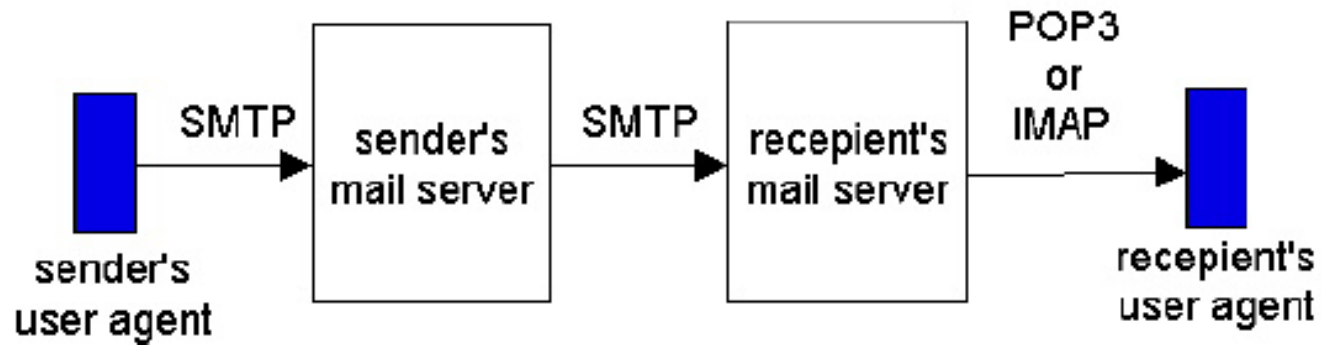 sender's
user agent
SMTP
sender's
mail server
SMTP
recepient's
mail server
POP3
or
IMAP
recepient's
user agent